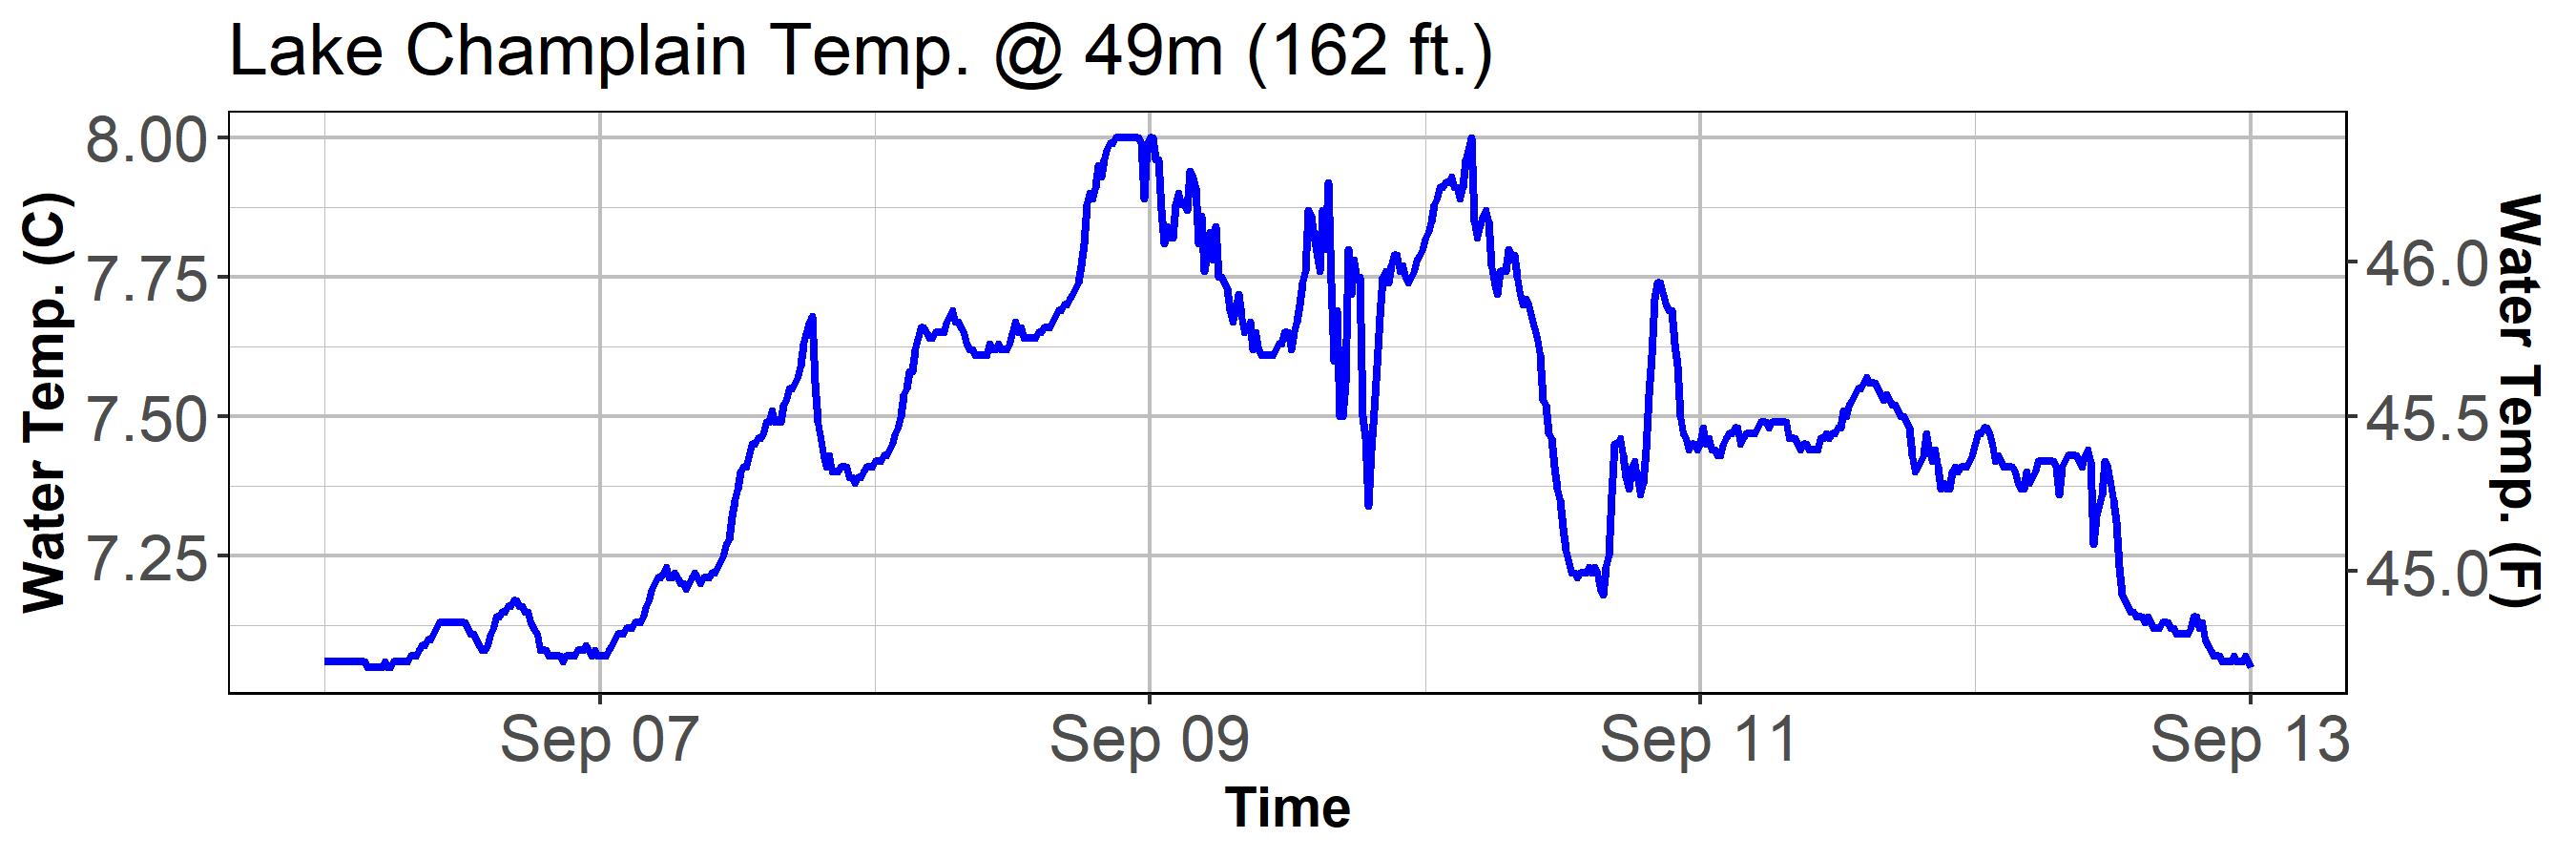 Lake Champlain Temp. @ 49m (162 ft.)
Water Temp. (C)
8.00
7.75
7.50
7.25
46.0
45.5
45.0
Water Temp. (F)
Sep 07 Sep 09 Sep 11 Sep 13
Time